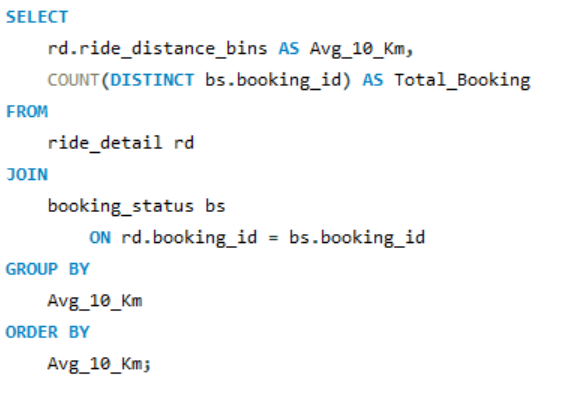 SELECT
    rd.ride_distance_bins AS Avg_10_Km,
    COUNT(DISTINCT bs.booking_id) AS Total_Booking
FROM
    ride_detail rd
JOIN
    booking_status bs
        ON rd.booking_id = bs.booking_id
GROUP BY
    Avg_10_Km
ORDER BY
    Avg_10_Km;